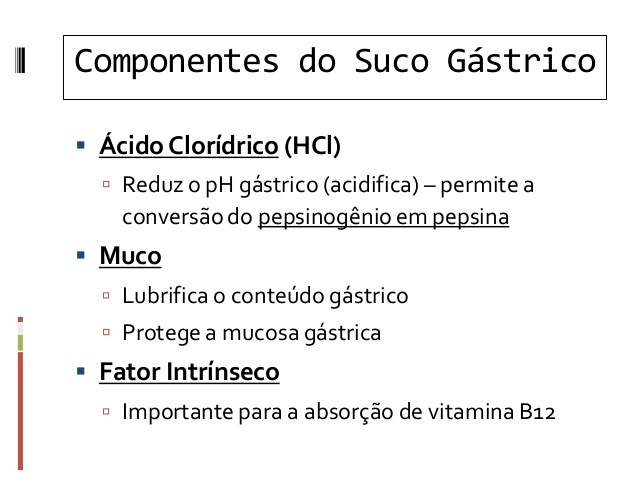 Componentes do Suco Gástrico
Ácido Clorídrico (HCl)
Reduz o pH gástrico (acidifica) – permite a
conversão do pepsinogênio em pepsina
Muco
Lubrifica o conteúdo gástrico
Protege a mucosa gástrica
Fator Intrínseco
Importante para a absorção de vitamina B12